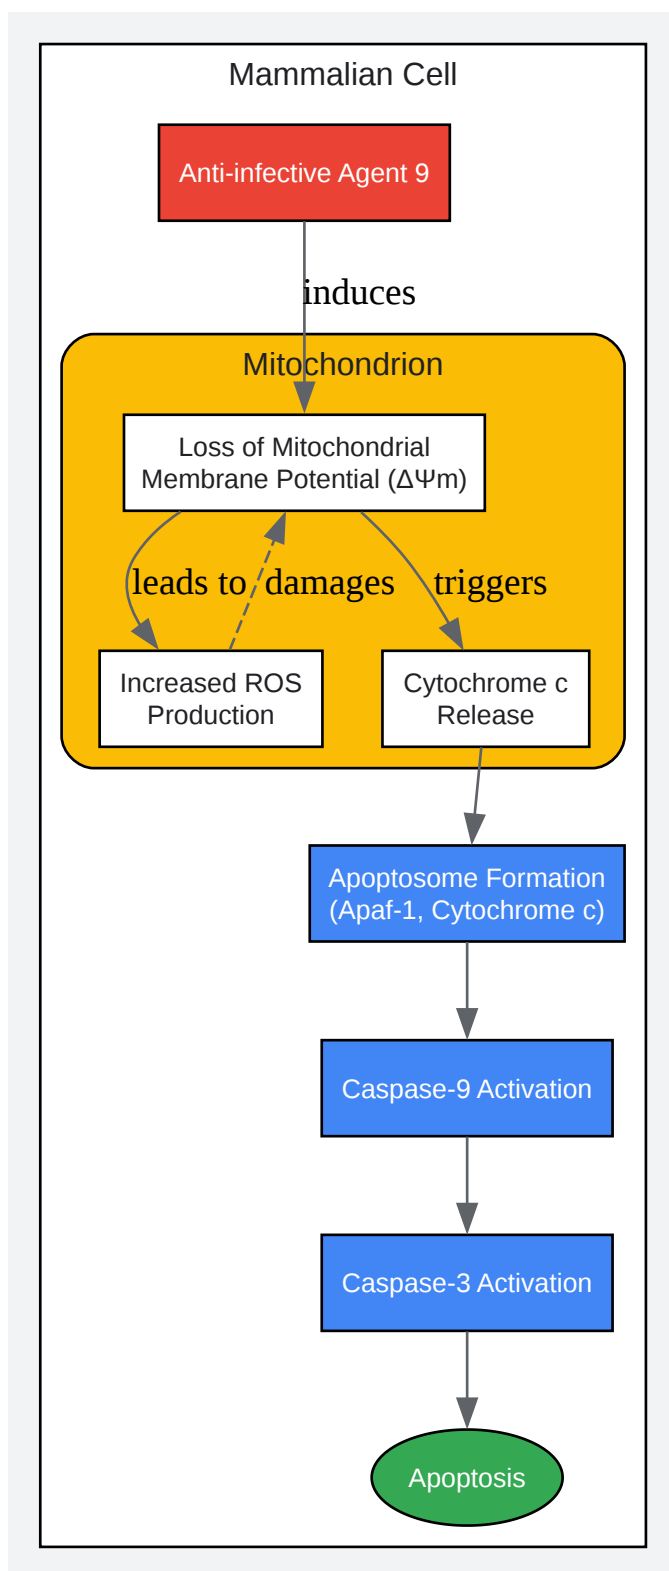 Mammalian Cell
Anti-infective Agent 9
induces
Mitochondrion
Loss of Mitochondrial
Membrane Potential (ΔΨm)
leads to
damages
triggers
Increased ROS
Production
Cytochrome c
Release
Apoptosome Formation
(Apaf-1, Cytochrome c)
Caspase-9 Activation
Caspase-3 Activation
Apoptosis